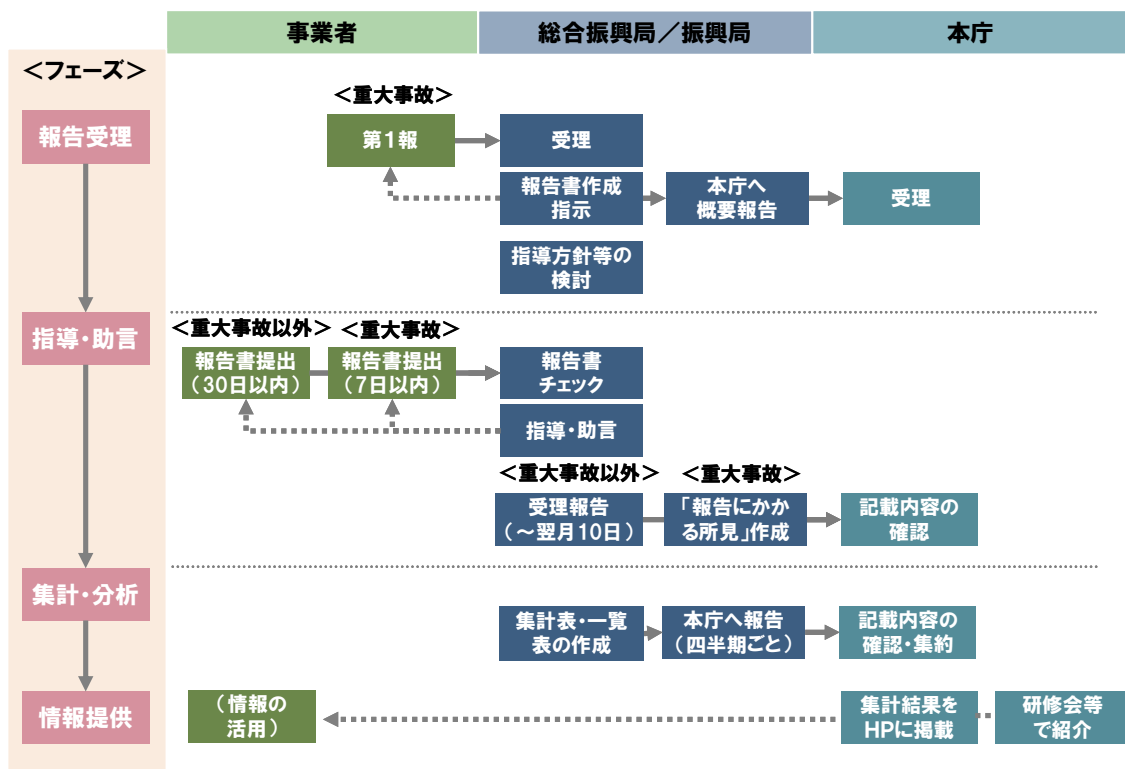 事業者
総合振興局／振興局
本庁
＜フェーズ＞
報告受理
＜重大事故＞
第１報
受理
報告書作成
指示
本庁へ
概要報告
受理
指導方針等の
検討
指導・助言
＜重大事故以外＞
＜重大事故＞
報告書提出
（30日以内）
報告書提出
（7日以内）
報告書
チェック
指導・助言
＜重大事故以外＞
＜重大事故＞
受理報告
（～翌月10日）
「報告にかか
る所見」作成
記載内容の
確認
集計・分析
集計表・一覧
表の作成
本庁へ報告
（四半期ごと）
記載内容の
確認・集約
情報提供
（情報の
活用）
集計結果を
HPに掲載
研修会等
で紹介